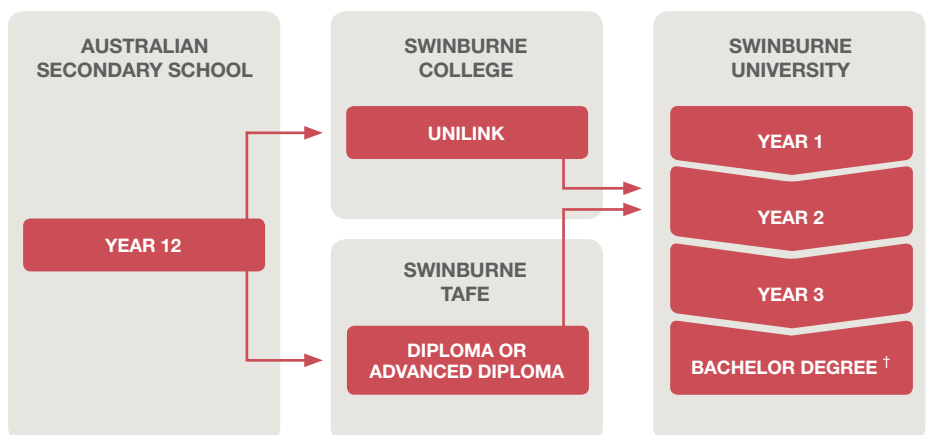 AUSTRALIAN
SECONDARY SCHOOL
YEAR 12
SWINBURNE
COLLEGE
UNILINK
SWINBURNE
TAFE
DIPLOMA OR
ADVANCED DIPLOMA
SWINBURNE
UNIVERSITY
YEAR 1
YEAR 2
YEAR 3
BACHELOR DEGREE †